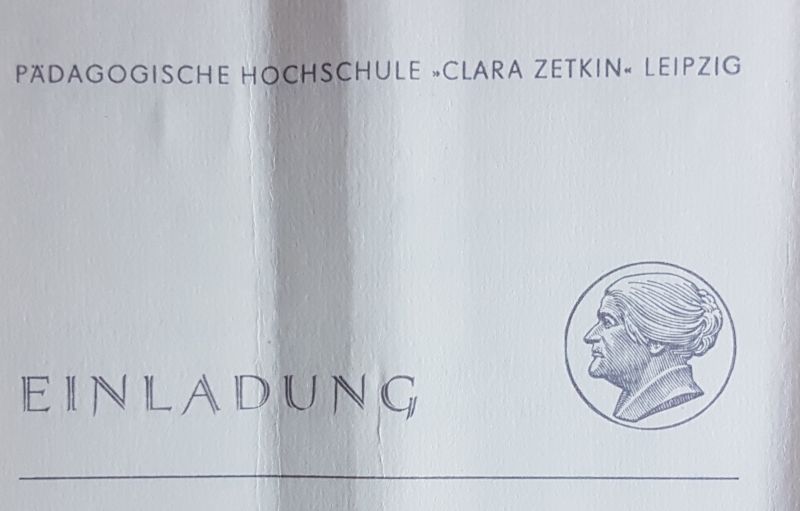 PÄDAGOGISCHE HOCHSCHULE »CLARA ZETKIN« LEIPZIG
EINLADUNG